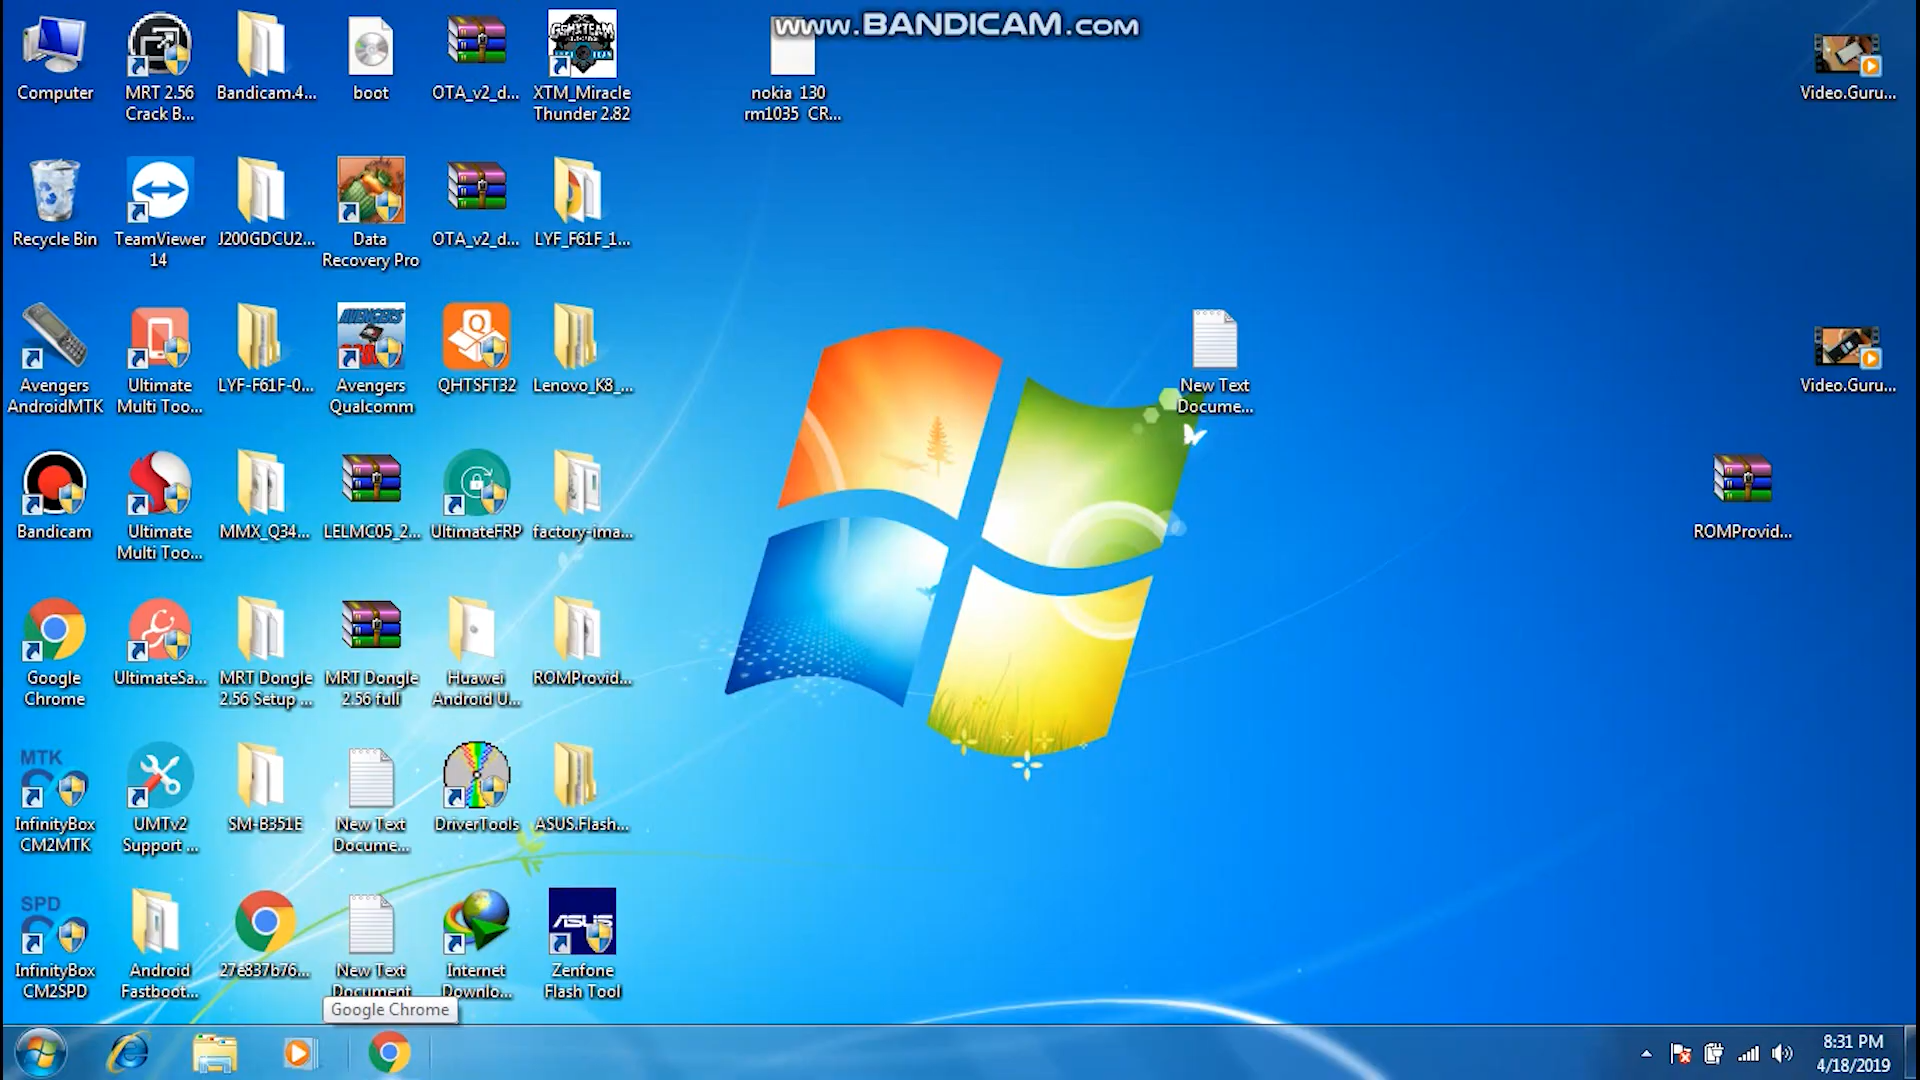 www.BANDICAM.com
Computer
MRT 2.56
Crack B...
Bandicam.4...
boot
OTA_v2_d...
XTM_Miracle
Thunder 2.82
nokia 130
rm1035 CR...
Video.Guru...
Recycle Bin
TeamViewer
14
J200GDCU2...
Data
Recovery Pro
OTA_v2_d...
LYF_F61F_1...
AVENGERS
Avengers
AndroidMTK
Ultimate
Multi Too...
LYF-F61F-0...
Avengers
Qualcomm
QHTSFT32
Lenovo_K8_...
New Text
Docume...
Video.Guru...
Bandicam
Ultimate
Multi Too...
MMX_Q34...
LELMC05_2...
UltimateFRP
factory-ima...
ROMProvid...
Google
Chrome
UltimateSa...
MRT Dongle
2.56 Setup ...
MRT Dongle
2.56 full
Huawei
Android U...
ROMProvid...
MTK
InfinityBox
CM2MTK
UMTv2
Support ...
SM-B351E
New Text
Docume...
DriverTools
ASUS.Flash...
SPD
InfinityBox
CM2SPD
Android
Fastboot...
27e837b76...
New Text
Document
Internet
Downlo...
ASUS
Zenfone
Flash Tool
Google Chrome
8:31 PM
4/18/2019